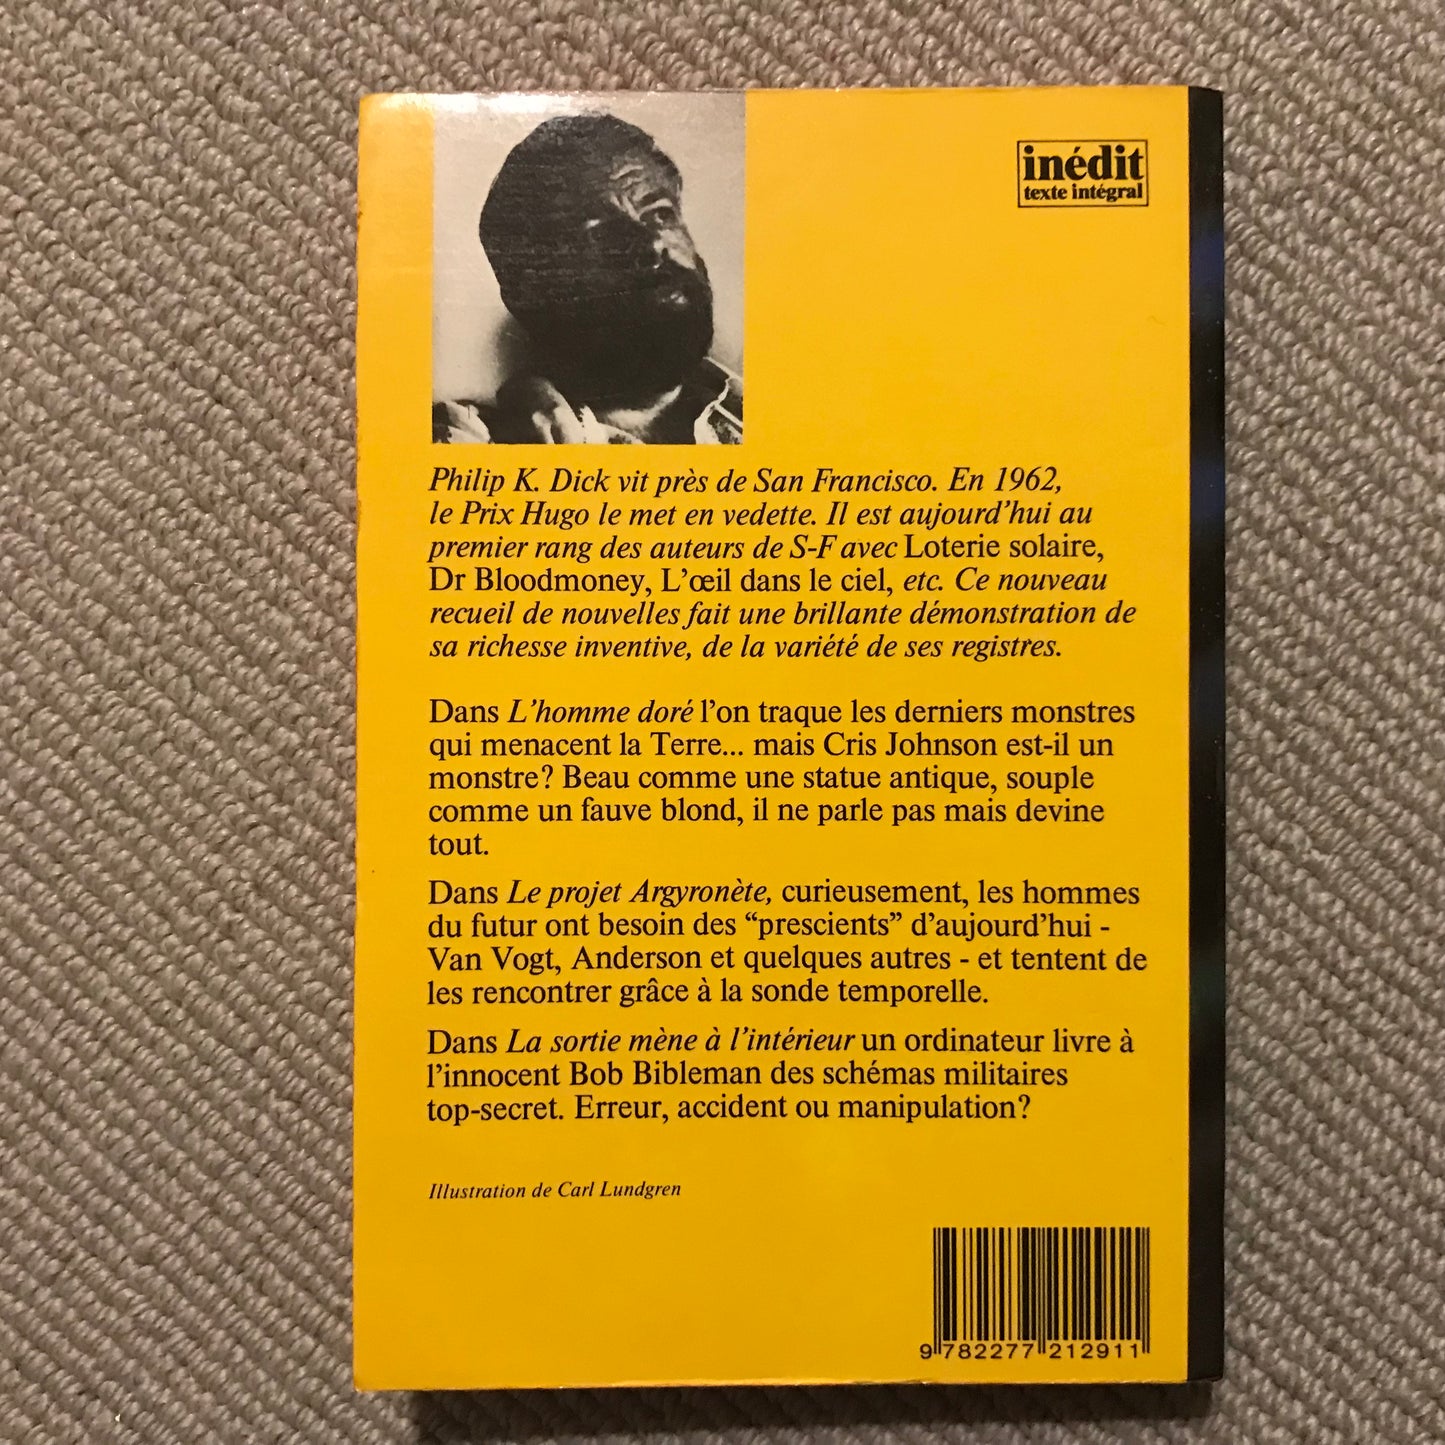 inédit
texte intégral
Philip K. Dick vit près de San Francisco. En 1962,
le Prix Hugo le met en vedette. Il est aujourd'hui au
premier rang des auteurs de S-F avec Loterie solaire,
Dr Bloodmoney, L'œil dans le ciel, etc. Ce nouveau
recueil de nouvelles fait une brillante démonstration de
sa richesse inventive, de la variété de ses registres.
Dans L'homme doré l'on traque les derniers monstres
qui menacent la Terre... mais Cris Johnson est-il un
monstre? Beau comme une statue antique, souple
comme un fauve blond, il ne parle pas mais devine
tout.
Dans Le projet Argyronète, curieusement, les hommes
du futur ont besoin des "prescients" d'aujourd'hui -
Van Vogt, Anderson et quelques autres - et tentent de
les rencontrer grâce à la sonde temporelle.
Dans La sortie mène à l'intérieur un ordinateur livre à
l'innocent Bob Bibleman des schémas militaires
top-secret. Erreur, accident ou manipulation?
Illustration de Carl Lundgren
9 782277 212911